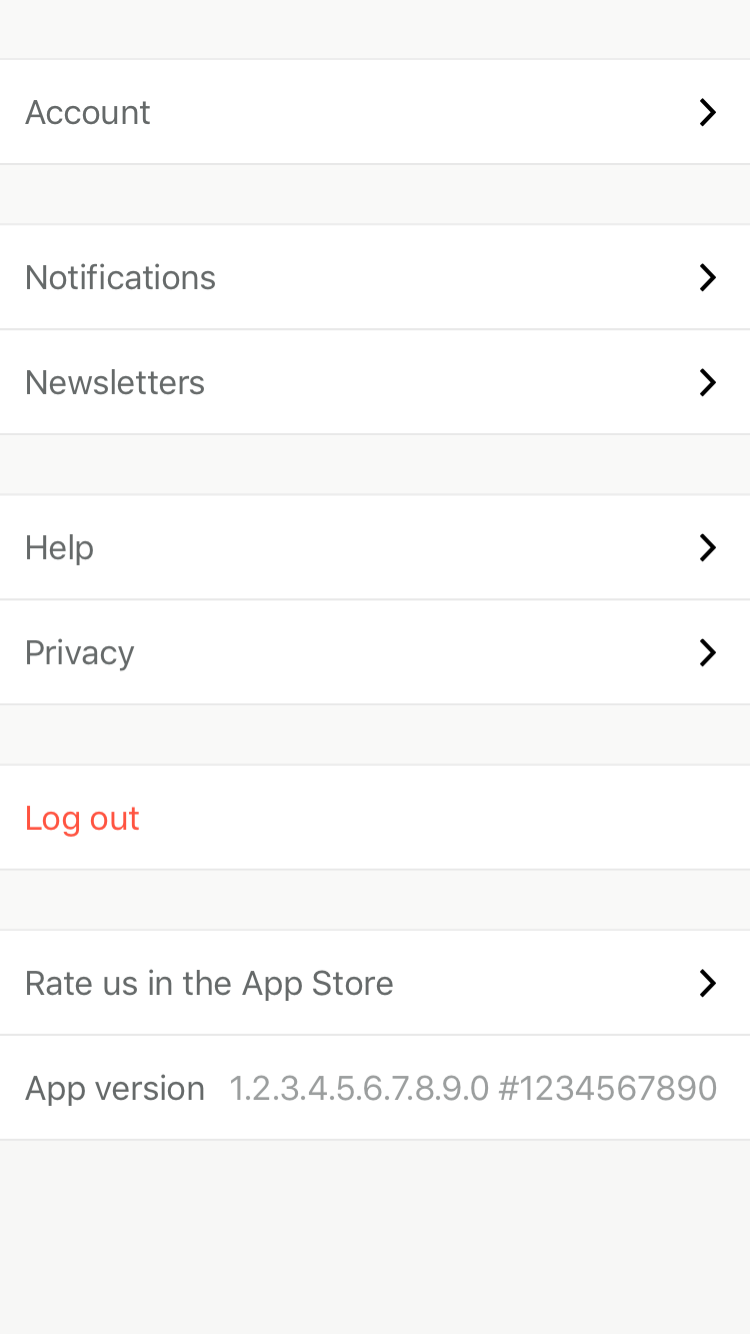 Account
Notifications
Newsletters
Help
Privacy
Log out
Rate us in the App Store
App version 1.2.3.4.5.6.7.8.9.0 #1234567890